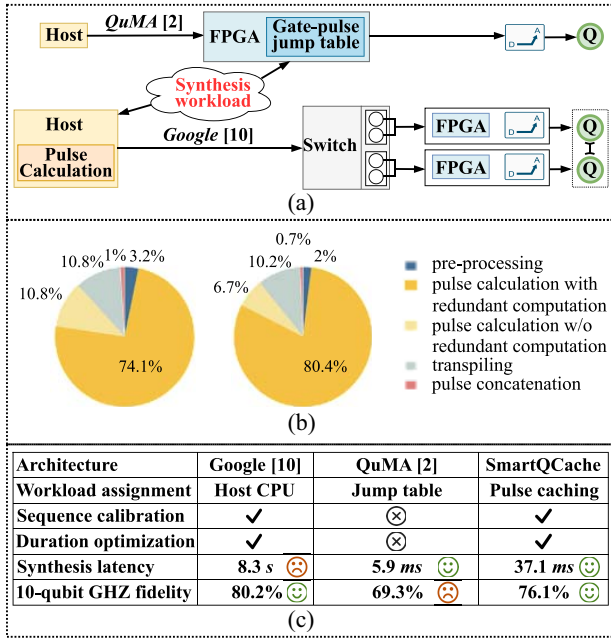 Host
QuMA [2]
FPGA
Gate-pulse
jump table
D
A
Q
Synthesis
workload
Host
Pulse
Calculation
Google [10]
Switch
FPGA
D
A
Q
FPGA
D
A
Q
(a)
10.8%
1%
3.2%
10.8%
74.1%
0.7%
10.2%
2%
6.7%
80.4%
pre-processing
pulse calculation with
redundant computation
pulse calculation w/o
redundant computation
transpiling
pulse concatenation
(b)
Architecture Google [10] QuMA [2] SmartQCache
Workload assignment Host CPU Jump table Pulse caching
Sequence calibration ✓ ⊗ ✓
Duration optimization ✓ ⊗ ✓
Synthesis latency 8.3 s ☹ 5.9 ms ☺ 37.1 ms ☺
10-qubit GHZ fidelity 80.2% ☺ 69.3% ☹ 76.1% ☺
(c)